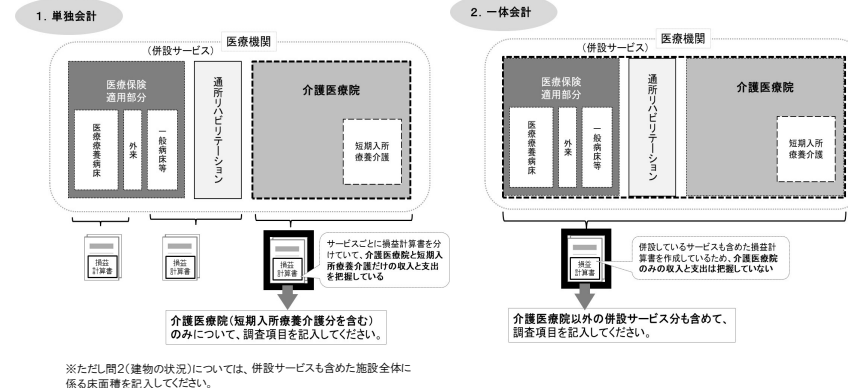 1. 単独会計
医療機関
（併設サービス）
医療保険
適用部分
医療療養病床
外来
一般病床等
通所リハビリテーション
介護医療院
短期入所
療養介護
損益
計算書
損益
計算書
損益
計算書
サービスごとに損益計算書を分
けていて、介護医療院と短期入
所療養介護だけの収入と支出
を把握している
介護医療院（短期入所療養介護分を含む）
のみについて、調査項目を記入してください。
※ただし問2（建物の状況）については、併設サービスも含めた施設全体に
係る床面積を記入してください。
2. 一体会計
医療機関
（併設サービス）
医療保険
適用部分
医療療養病床
外来
一般病床等
通所リハビリテーション
介護医療院
短期入所
療養介護
損益
計算書
併設しているサービスも含めた損益計
算書を作成しているため、介護医療院
のみの収入と支出は把握していない
介護医療院以外の併設サービス分も含めて、
調査項目を記入してください。